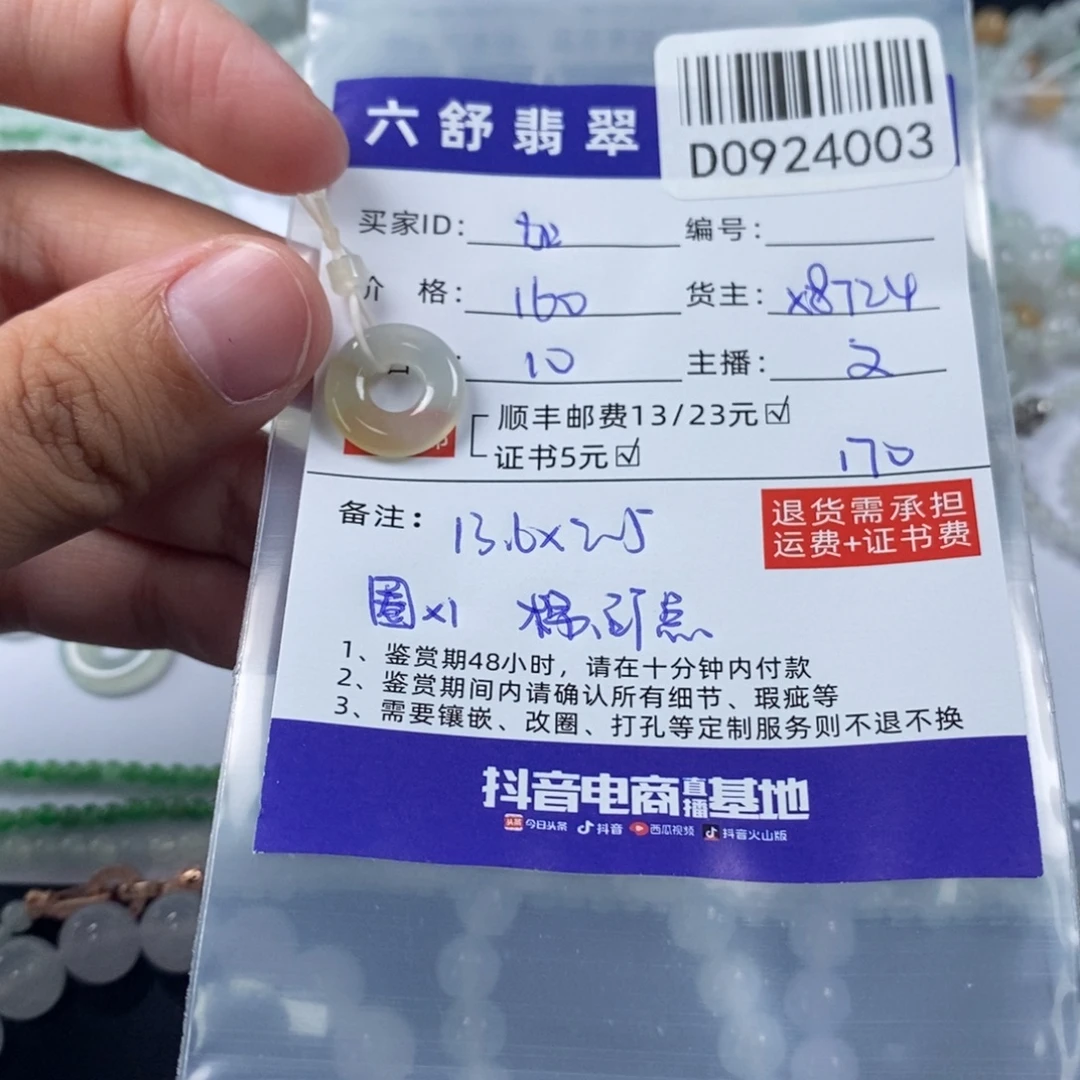 六舒翡翠
D0924003
买家ID:
编号:
价 格: 160
货主: x8724
10
主播: 2
顺丰邮费13/23元☑
证书5元☑
170
备注: 13.6x2.5
退货需承担
运费+证书费
圈x1 棉、点
1、鉴赏期48小时，请在十分钟内付款
2、鉴赏期间内请确认所有细节、瑕疵等
3、需要镶嵌、改圈、打孔等定制服务则不退不换
抖音电商直播基地
头条 今日头条 抖音 西瓜视频 抖音火山版